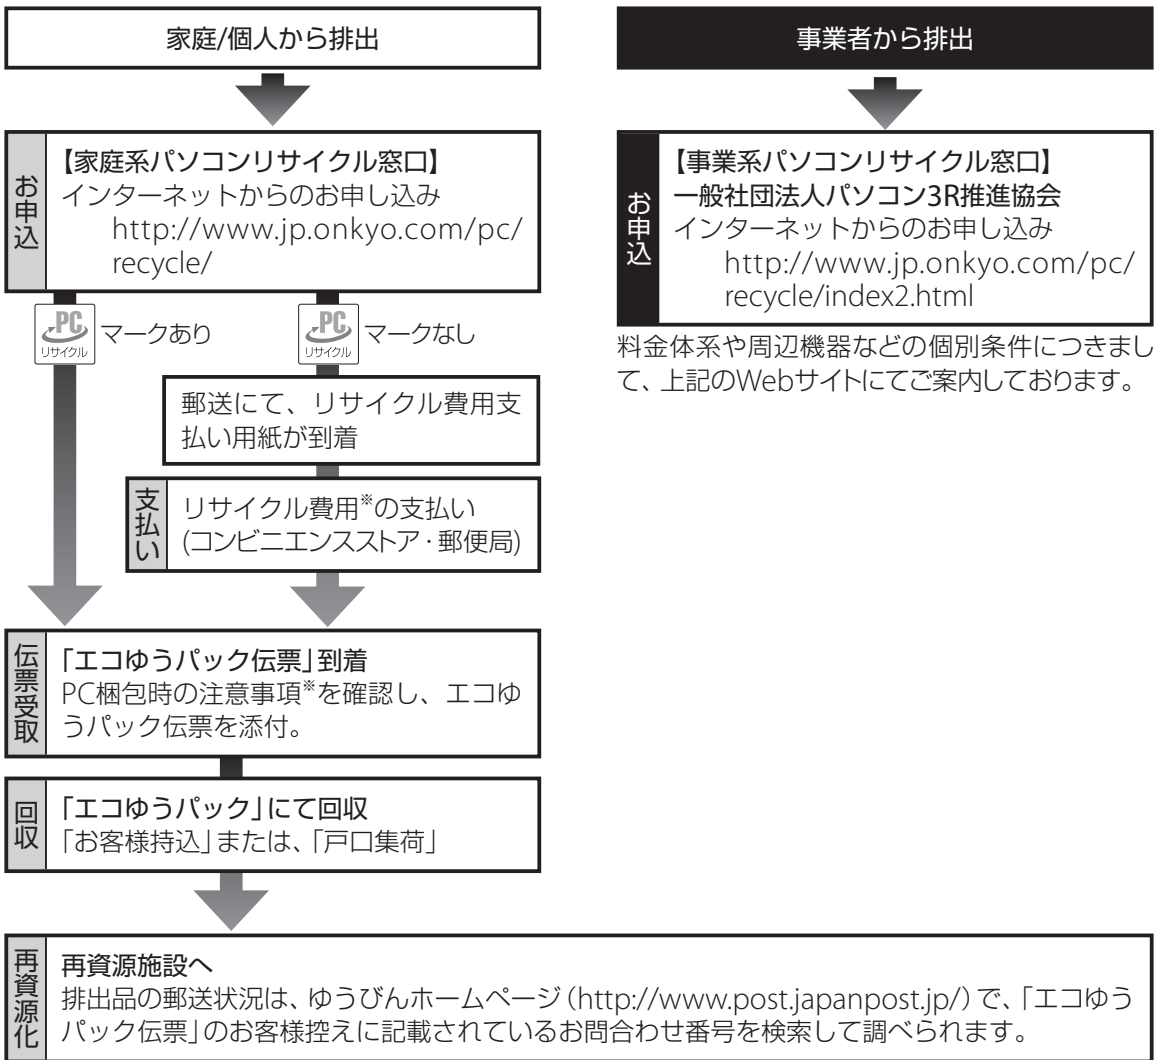 家庭/個人から排出
お申込
【家庭系パソコンリサイクル窓口】
インターネットからのお申し込み
http://www.jp.onkyo.com/pc/
recycle/
PC
リサイクル
マークあり
PC
リサイクル
マークなし
郵送にて、リサイクル費用支
払い用紙が到着
支払い
リサイクル費用※の支払い
(コンビニエンスストア・郵便局)
伝票受取
「エコゆうパック伝票」到着
PC梱包時の注意事項※を確認し、エコゆ
うパック伝票を添付。
回収
「エコゆうパック」にて回収
「お客様持込」または、「戸口集荷」
事業者から排出
お申込
【事業系パソコンリサイクル窓口】
一般社団法人パソコン3R推進協会
インターネットからのお申し込み
http://www.jp.onkyo.com/pc/
recycle/index2.html
料金体系や周辺機器などの個別条件につきまし
て、上記のWebサイトにてご案内しております。
再資源化
再資源施設へ
排出品の郵送状況は、ゆうびんホームページ(http://www.post.japanpost.jp/)で、「エコゆう
パック伝票」のお客様控えに記載されているお問合わせ番号を検索して調べられます。